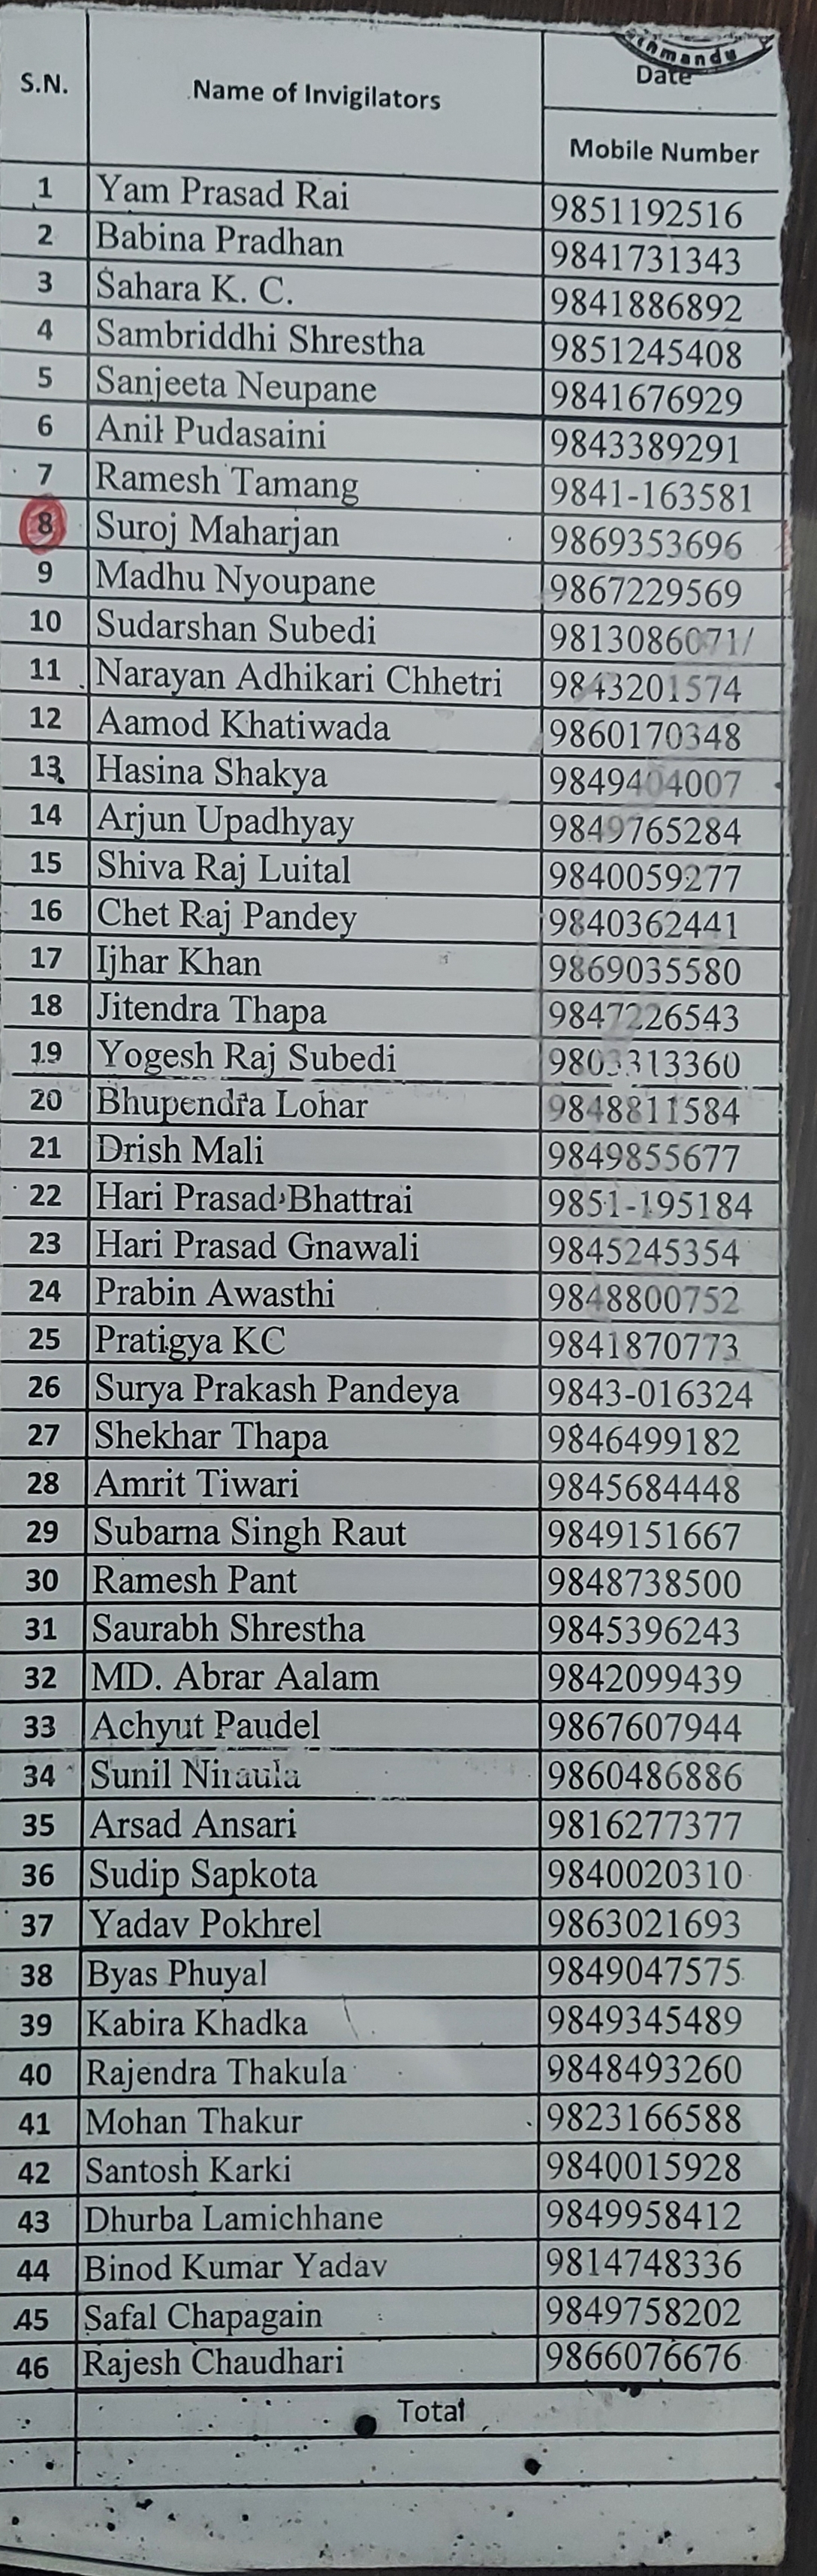 thmandu
S.N. Name of Invigilators Date
Mobile Number
1 Yam Prasad Rai 9851192516
2 Babina Pradhan 9841731343
3 Sahara K. C. 9841886892
4 Sambriddhi Shrestha 9851245408
5 Sanjeeta Neupane 9841676929
6 Anil Pudasaini 9843389291
7 Ramesh Tamang 9841-163581
8 Suroj Maharjan 9869353696
9 Madhu Nyoupane 9867229569
10 Sudarshan Subedi 9813086071/
11 Narayan Adhikari Chhetri 9843201574
12 Aamod Khatiwada 9860170348
13 Hasina Shakya 9849404007
14 Arjun Upadhyay 9849765284
15 Shiva Raj Luital 9840059277
16 Chet Raj Pandey 9840362441
17 Ijhar Khan 9869035580
18 Jitendra Thapa 9847226543
19 Yogesh Raj Subedi 9803313360
20 Bhupendra Lohar 9848811584
21 Drish Mali 9849855677
22 Hari Prasad Bhattrai 9851-195184
23 Hari Prasad Gnawali 9845245354
24 Prabin Awasthi 9848800752
25 Pratigya KC 9841870773
26 Surya Prakash Pandeya 9843-016324
27 Shekhar Thapa 9846499182
28 Amrit Tiwari 9845684448
29 Subarna Singh Raut 9849151667
30 Ramesh Pant 9848738500
31 Saurabh Shrestha 9845396243
32 MD. Abrar Aalam 9842099439
33 Achyut Paudel 9867607944
34 Sunil Niraula 9860486886
35 Arsad Ansari 9816277377
36 Sudip Sapkota 9840020310
37 Yadav Pokhrel 9863021693
38 Byas Phuyal 9849047575
39 Kabira Khadka 9849345489
40 Rajendra Thakula 9848493260
41 Mohan Thakur 9823166588
42 Santosh Karki 9840015928
43 Dhurba Lamichhane 9849958412
44 Binod Kumar Yadav 9814748336
45 Safal Chapagain 9849758202
46 Rajesh Chaudhari 9866076676
Total